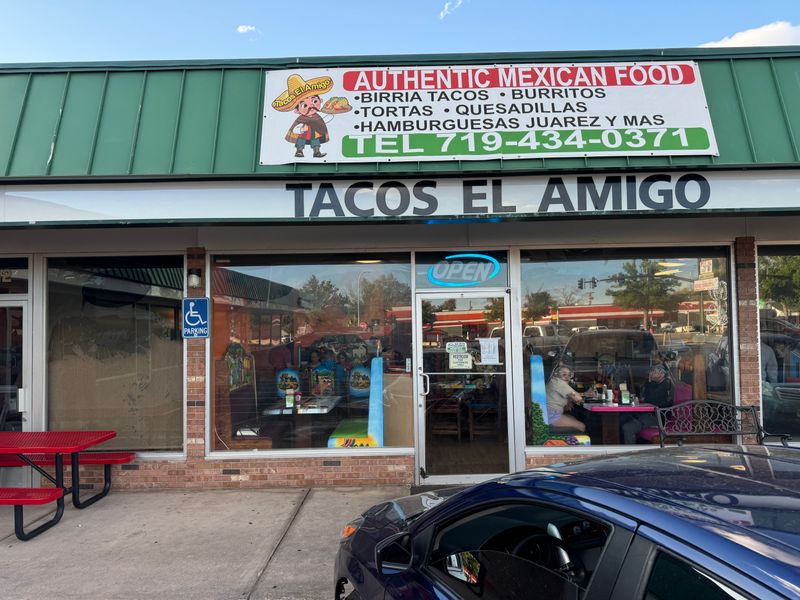 Tacos El Amigo
AUTHENTIC MEXICAN FOOD
•BIRRIA TACOS •BURRITOS
•TORTAS •QUESADILLAS
•HAMBURGUESAS JUAREZ Y MAS
TEL 719-434-0371
TACOS EL AMIGO
OPEN
PARKING
RESTROOM